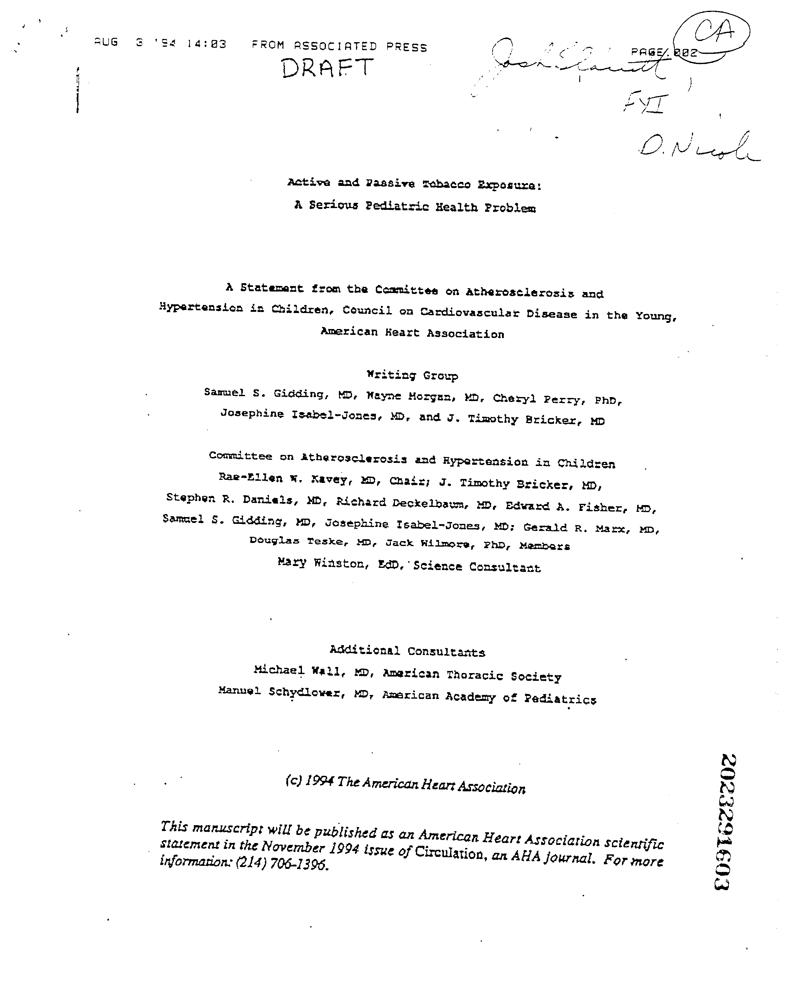 AUG 3 '94 14:03 FROM ASSOCIATED PRESS PAGE.002
CA
DRAFT
Josh
FYI
D. Nicole
Active and Passive Tobacco Exposure:
A Serious Pediatric Health Problem
A Statement from the Committee on Atherosclerosis and
Hypertension in Children, Council on Cardiovascular Disease in the Young,
American Heart Association
Writing Group
Samuel S. Gidding, MD, Wayne Morgan, MD, Cheryl Perry, PhD,
Josephine Isabel-Jones, MD, and J. Timothy Bricker, MD
Committee on Atherosclerosis and Hypertension in Children
Rae-Ellen W. Kavey, MD, Chair; J. Timothy Bricker, MD,
Stephen R. Daniels, MD, Richard Deckelbaum, MD, Edward A. Fisher, MD,
Samuel S. Gidding, MD, Josephine Isabel-Jones, MD; Gerald R. Marx, MD,
Douglas Teske, MD, Jack Wilmore, PhD, Members
Mary Winston, EdD, Science Consultant
Additional Consultants
Michael Wall, MD, American Thoracic Society
Manuel Schydlower, MD, American Academy of Pediatrics
(c) 1994 The American Heart Association
This manuscript will be published as an American Heart Association scientific
statement in the November 1994 issue of Circulation, an AHA journal. For more
information: (214) 706-1396.
2023291603